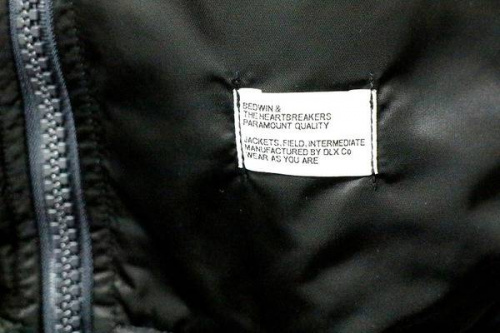 BEDWIN &
THE HEARTBREAKERS
PARAMOUNT QUALITY
JACKETS, FIELD, INTERMEDIATE
MANUFACTURED BY DLX Co
WEAR AS YOU ARE